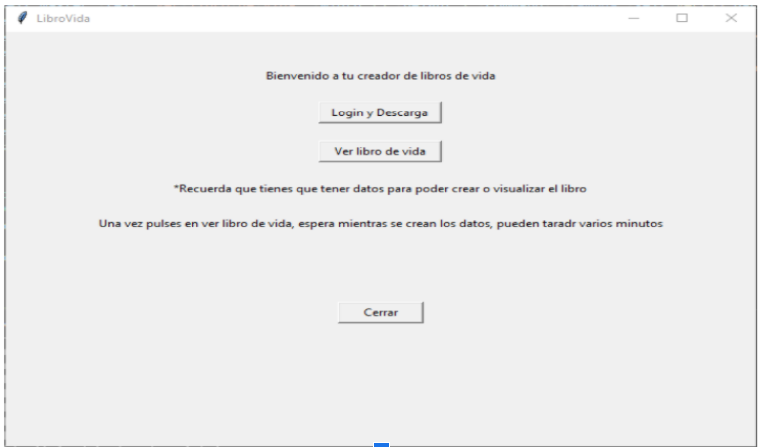 LibroVida
Bienvenido a tu creador de libros de vida
Login y Descarga
Ver libro de vida
*Recuerda que tienes que tener datos para poder crear o visualizar el libro
Una vez pulses en ver libro de vida, espera mientras se crean los datos, pueden taradr varios minutos
Cerrar